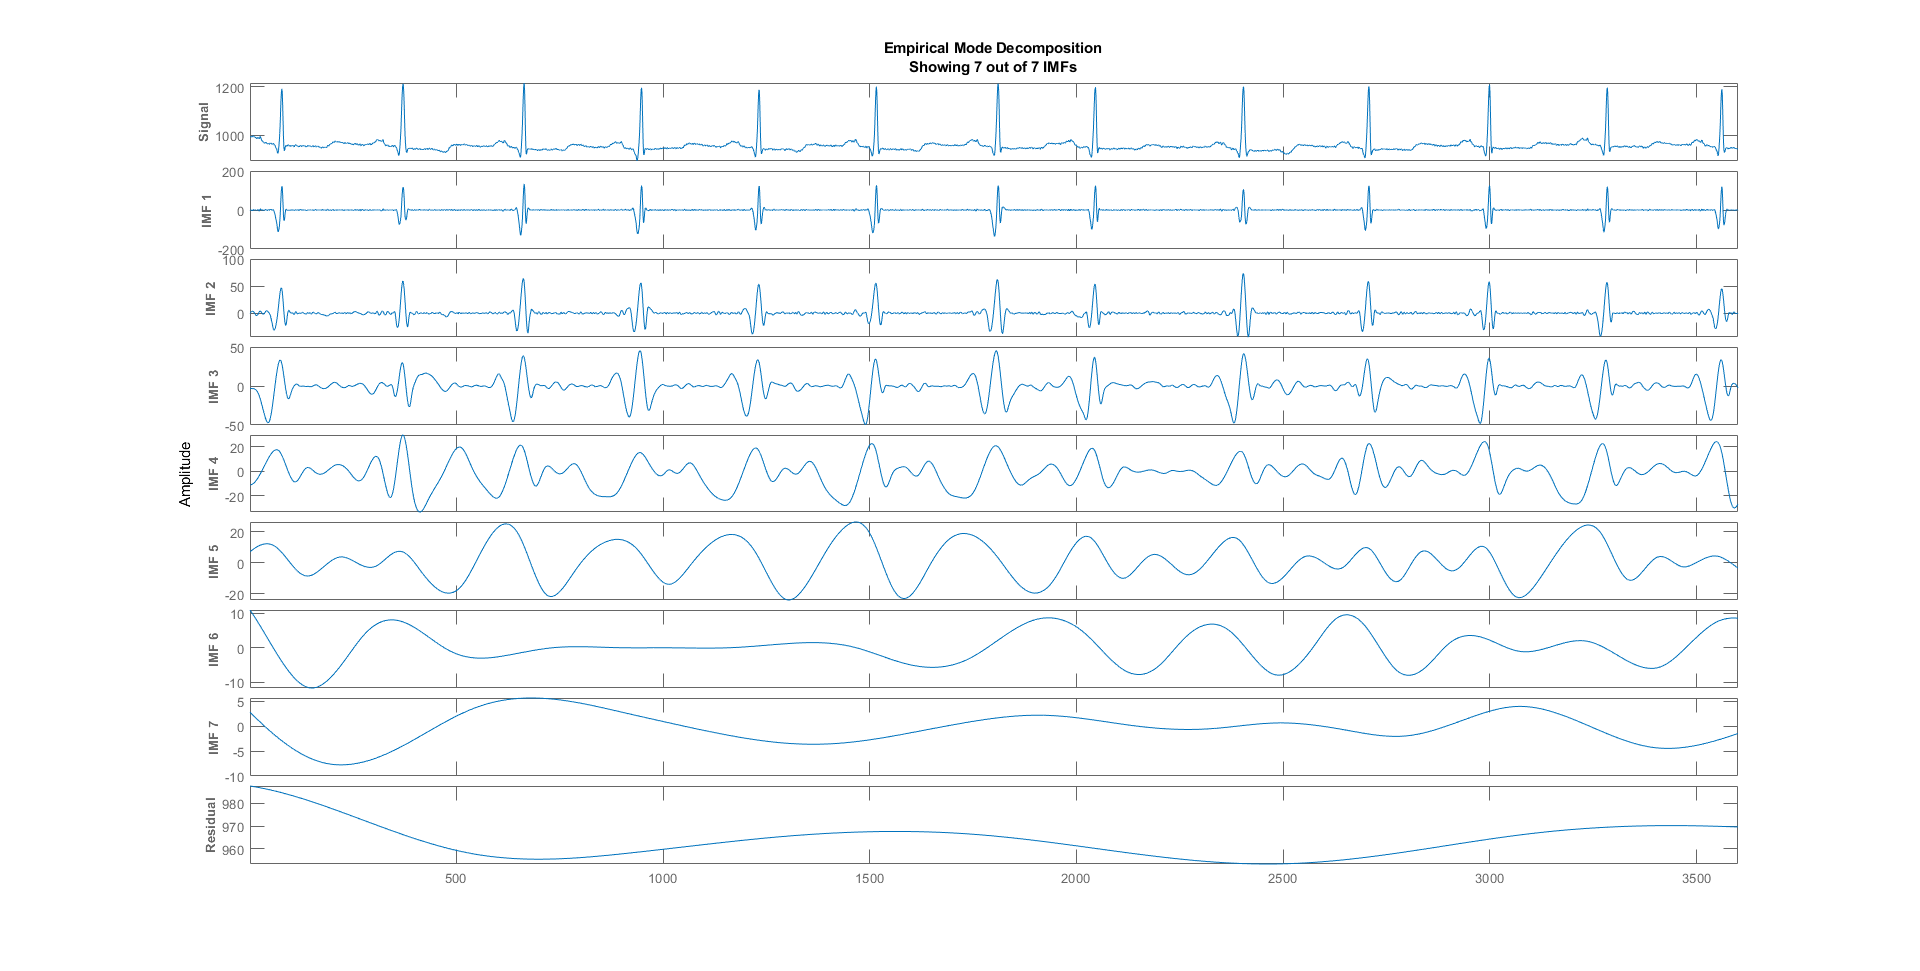 Empirical Mode Decomposition
Showing 7 out of 7 IMFs
Amplitude
Signal
1200
1000
IMF 1
200
0
-200
IMF 2
100
50
0
IMF 3
50
0
-50
IMF 4
20
0
-20
IMF 5
20
0
-20
IMF 6
10
0
-10
IMF 7
5
0
-5
-10
Residual
980
970
960
500 1000 1500 2000 2500 3000 3500